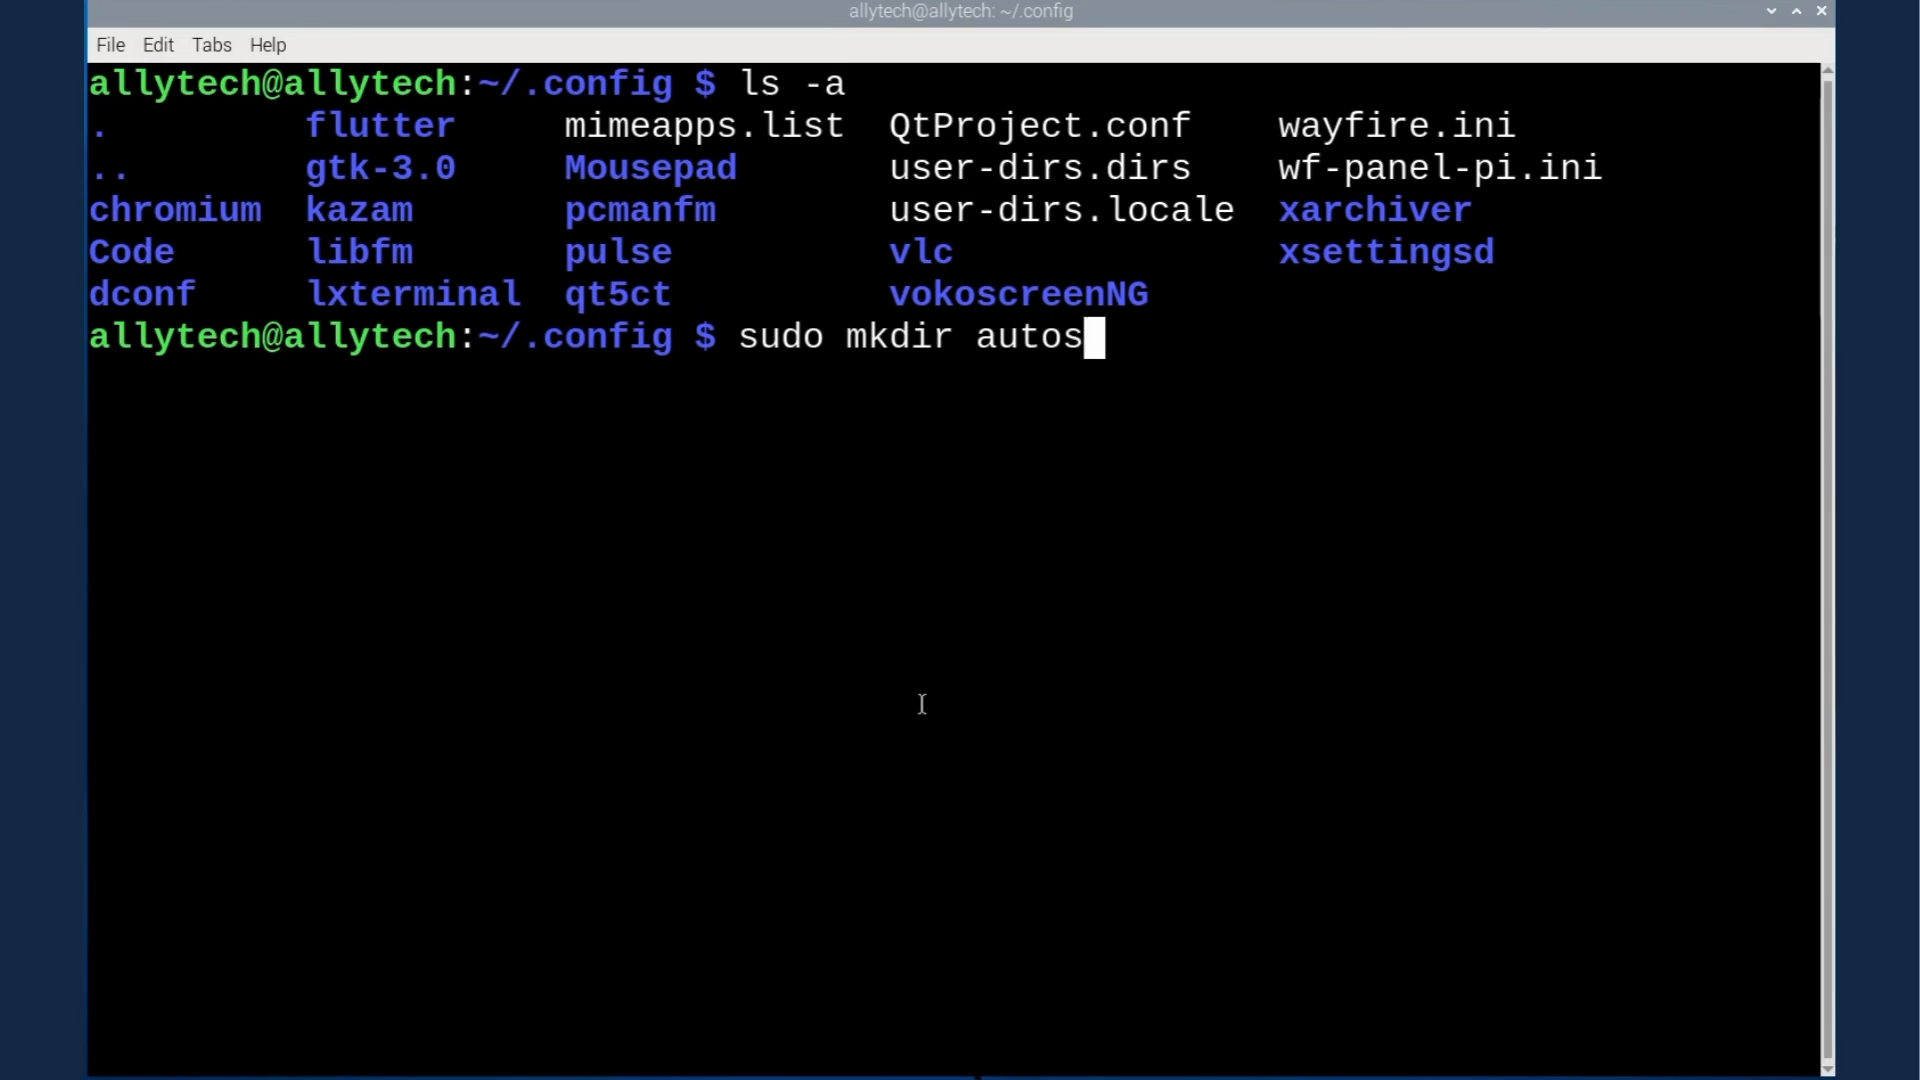 allytech@allytech: ~/.config
File Edit Tabs Help
allytech@allytech:~/.config $ ls -a
. flutter mimeapps.list QtProject.conf wayfire.ini
.. gtk-3.0 Mousepad user-dirs.dirs wf-panel-pi.ini
chromium kazam pcmanfm user-dirs.locale xarchiver
Code libfm pulse vlc xsettingsd
dconf lxterminal qt5ct vokoscreenNG
allytech@allytech:~/.config $ sudo mkdir autos